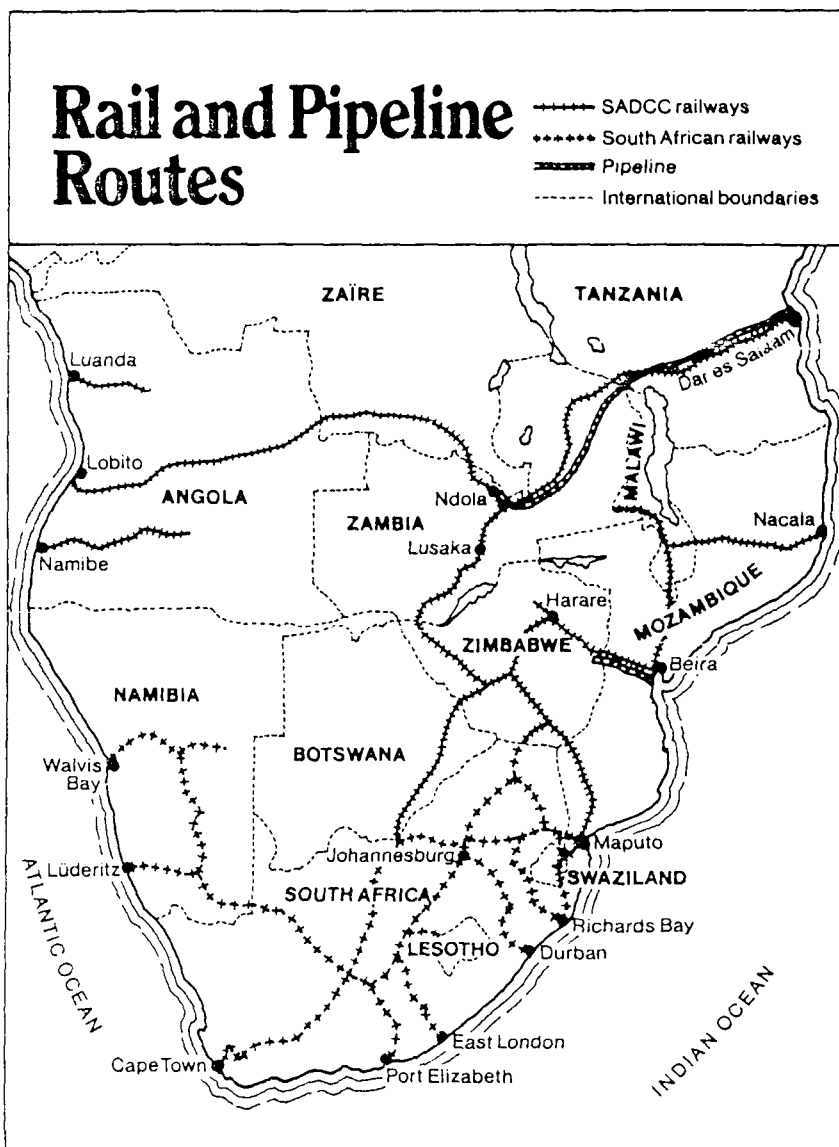 Rail and Pipeline
Routes
SADCC railways
South African railways
Pipeline
International boundaries
ZAÏRE
TANZANIA
Luanda
Dar es Salaam
Lobito
ANGOLA
MALAWI
Ndola
ZAMBIA
Nacala
Namibe
Lusaka
Harare
MOZAMBIQUE
ZIMBABWE
Beira
NAMIBIA
BOTSWANA
Walvis
Bay
Maputo
Johannesburg
Lüderitz
SWAZILAND
SOUTH AFRICA
Richards Bay
LESOTHO
Durban
ATLANTIC OCEAN
East London
INDIAN OCEAN
Cape Town
Port Elizabeth